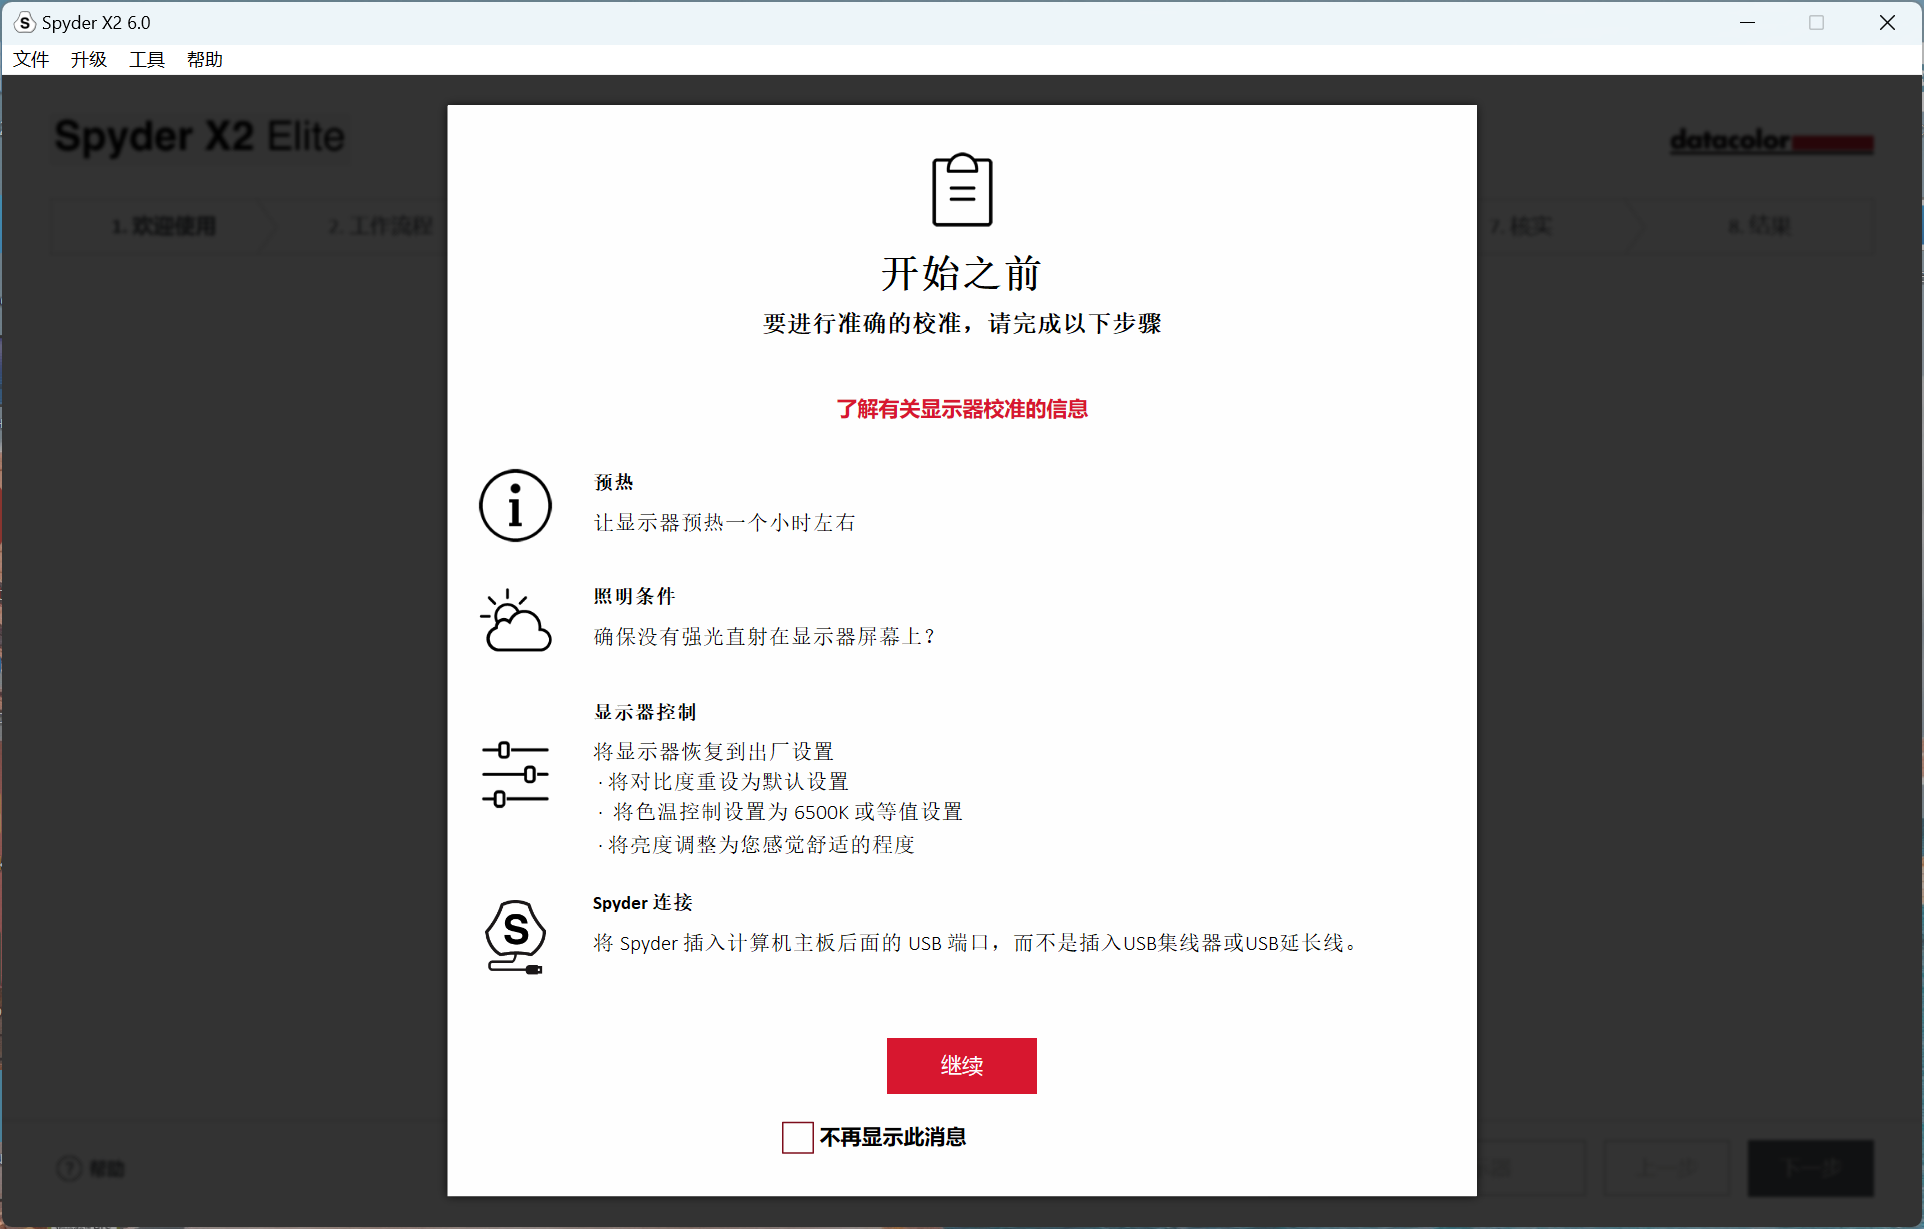 Spyder X2 6.0
文件 升级 工具 帮助
Spyder X2 Elite
datacolor
1. 欢迎使用
2. 工作流程
7. 核实
8. 结果
开始之前
要进行准确的校准，请完成以下步骤
了解有关显示器校准的信息
预热
让显示器预热一个小时左右
照明条件
确保没有强光直射在显示器屏幕上？
显示器控制
将显示器恢复到出厂设置
·将对比度重设为默认设置
· 将色温控制设置为 6500K 或等值设置
·将亮度调整为您感觉舒适的程度
S
Spyder 连接
将 Spyder 插入计算机主板后面的 USB 端口，而不是插入USB集线器或USB延长线。
继续
不再显示此消息
? 帮助
上一步
下一步